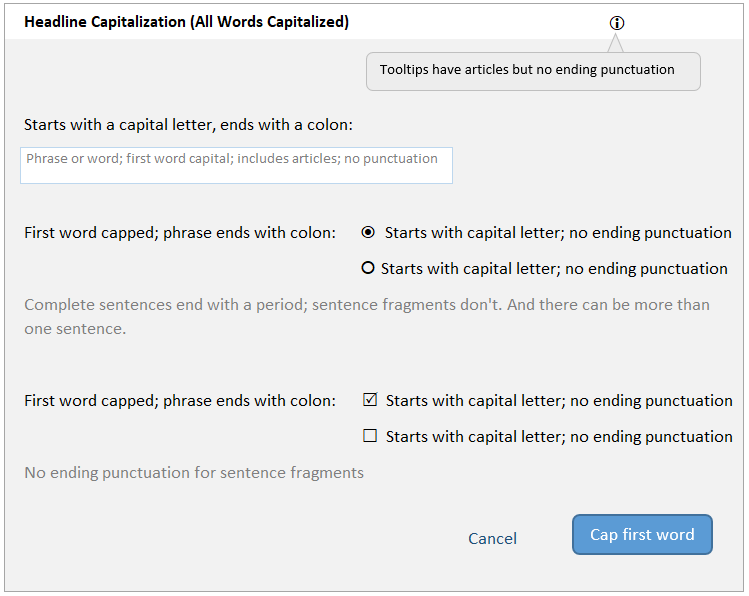 Headline Capitalization (All Words Capitalized)
Tooltips have articles but no ending punctuation
Starts with a capital letter, ends with a colon:
Phrase or word; first word capital; includes articles; no punctuation
First word capped; phrase ends with colon: Starts with capital letter; no ending punctuation
Starts with capital letter; no ending punctuation
Complete sentences end with a period; sentence fragments don't. And there can be more
one sentence.
First word capped; phrase ends with colon: Starts with capital letter; no ending punctuation
Starts with capital letter; no ending punctuation
No ending punctuation for sentence fragments
Cancel Cap first word